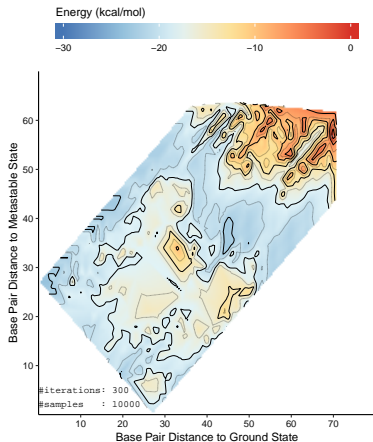 Energy (kcal/mol)
−30 −20 −10 0
Base Pair Distance to Metastable State
60
50
40
30
20
10
#iterations: 300
#samples : 10000
10 20 30 40 50 60 70
Base Pair Distance to Ground State